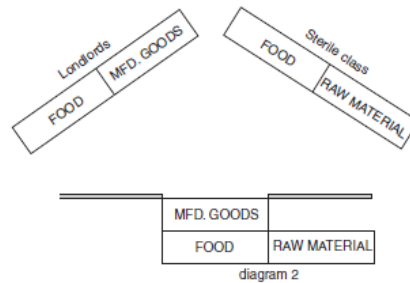 Landlords
FOOD MFD. GOODS
Sterile class
FOOD RAW MATERIAL
MFD. GOODS
FOOD RAW MATERIAL
diagram 2